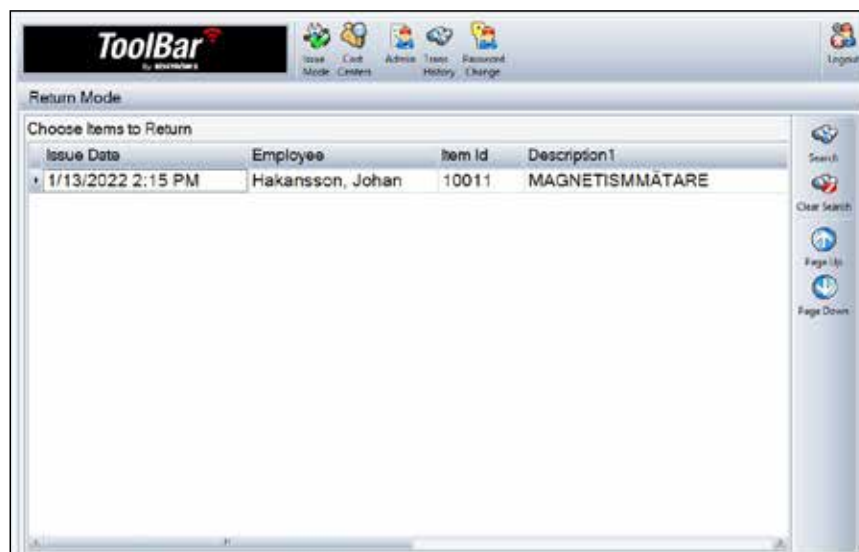 ToolBar
Issue Mode
Cost Centers
Admin
Trans History
Password Change
Logout
Return Mode
Choose Items to Return
Issue Date Employee Item Id Description1
1/13/2022 2:15 PM Hakansson, Johan 10011 MAGNETISMMÄTARE
Search
Clear Search
Page Up
Page Down